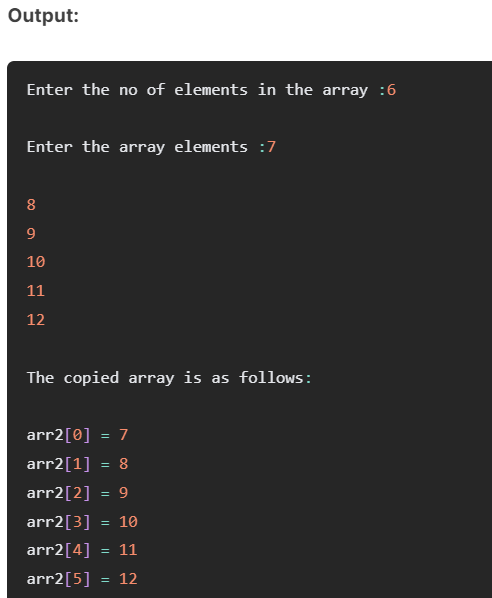 Output:
Enter the no of elements in the array :6
Enter the array elements :7
8
9
10
11
12
The copied array is as follows:
arr2[0] = 7
arr2[1] = 8
arr2[2] = 9
arr2[3] = 10
arr2[4] = 11
arr2[5] = 12